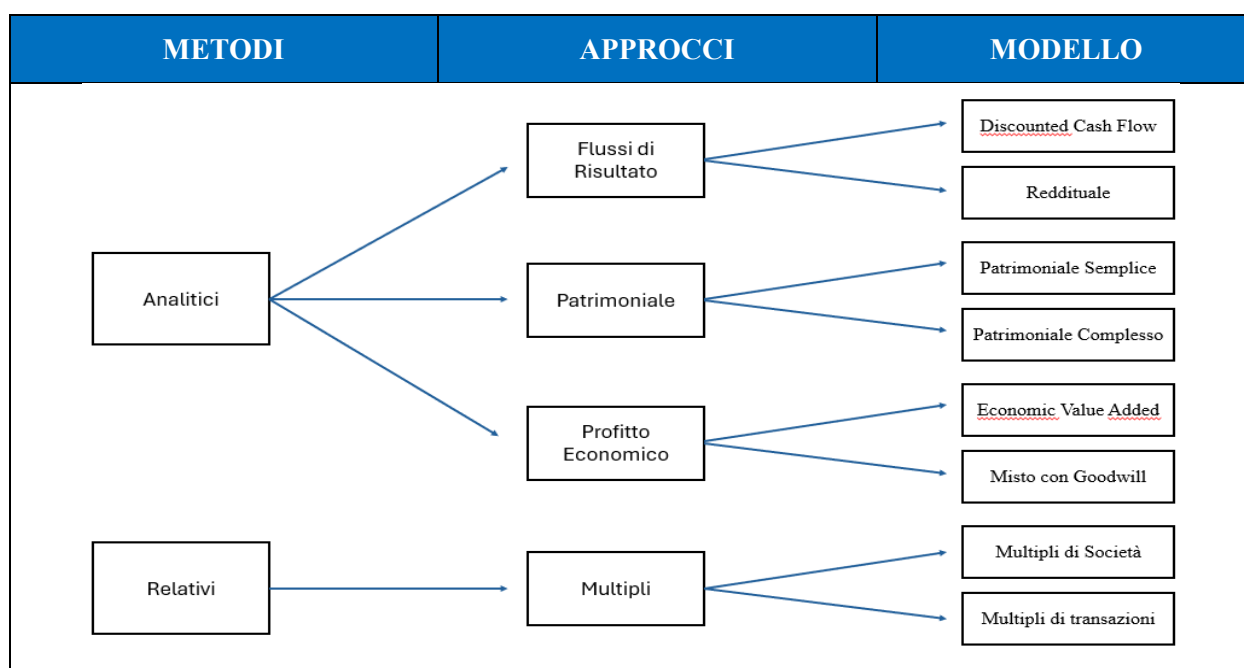 METODI APPROCCI MODELLO
Discounted Cash Flow
Flussi di
Risultato
Reddituale
Patrimoniale Semplice
Analitici
Patrimoniale
Patrimoniale Complesso
Economic Value Added
Profitto
Economico
Misto con Goodwill
Multipli di Società
Relativi
Multipli
Multipli di transazioni